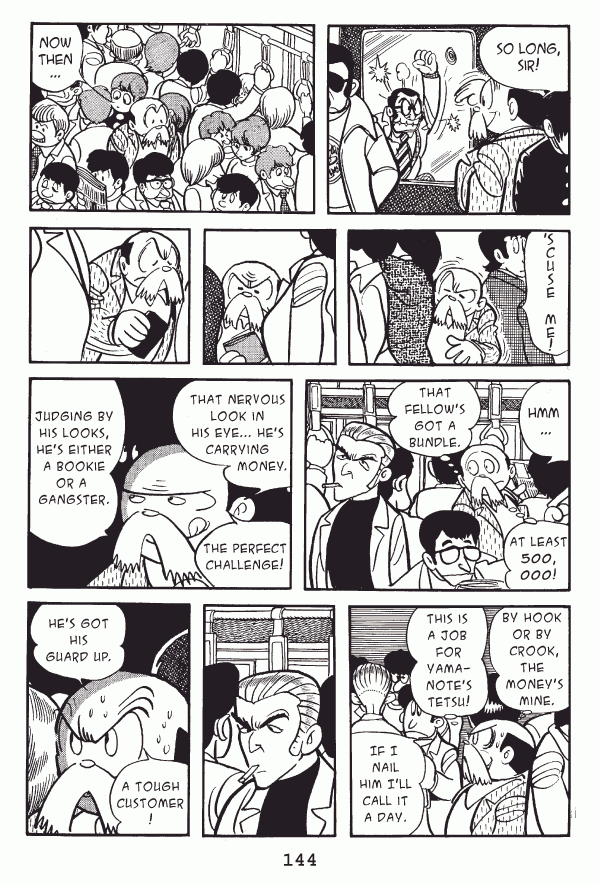 SO LONG,
SIR!
NOW
THEN
...
'SCUSE ME!
HMM
...
THAT
FELLOW'S
GOT A
BUNDLE.
AT LEAST
500,
000!
THAT NERVOUS
LOOK IN
HIS EYE... HE'S
CARRYING
MONEY.
JUDGING BY
HIS LOOKS,
HE'S EITHER
A BOOKIE
OR A
GANGSTER.
THE PERFECT
CHALLENGE!
BY HOOK
OR BY
CROOK,
THE
MONEY'S
MINE.
THIS IS
A JOB
FOR
YAMA-
NOTE'S
TETSU!
IF I
NAIL
HIM I'LL
CALL IT
A DAY.
HE'S GOT
HIS
GUARD UP.
A TOUGH
CUSTOMER
!
144